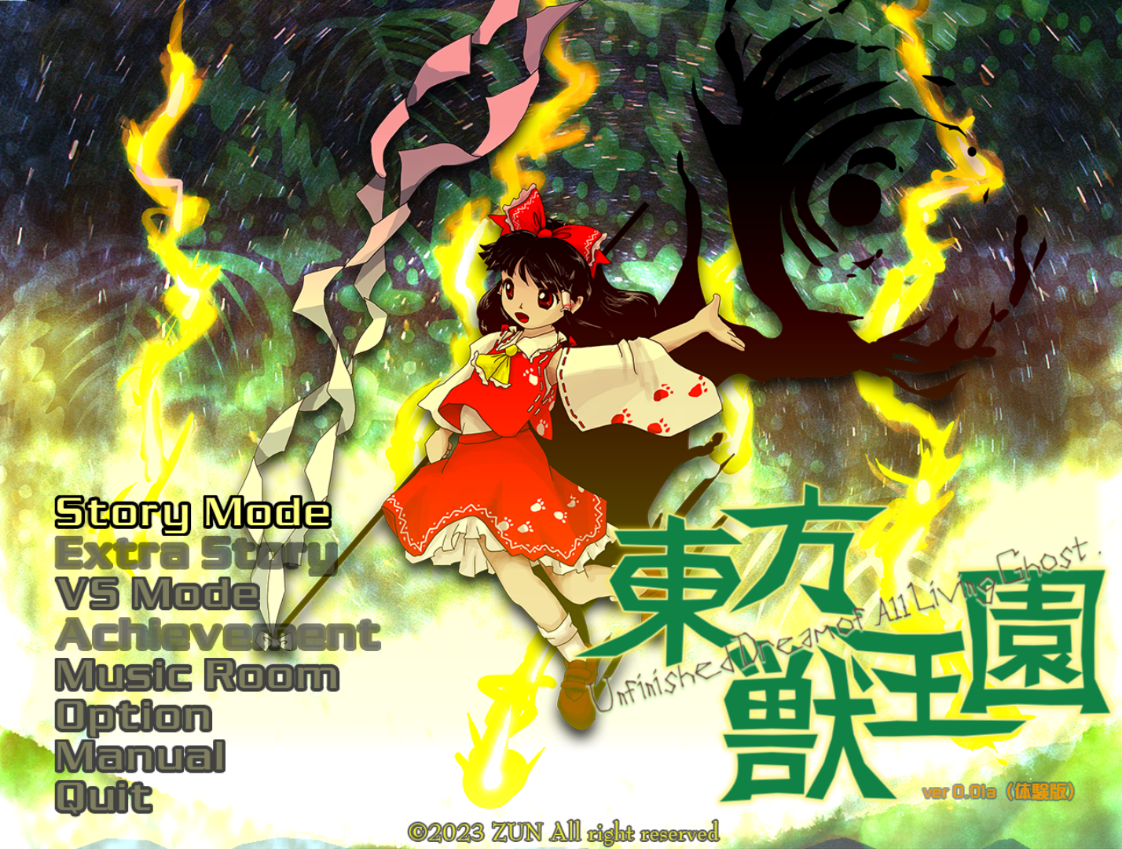 Story Mode
Extra Story
VS Mode
Achievement
Music Room
Option
Manual
Quit
東方
獣王園
Unfinished Dream of All Living Ghost.
ver 0.01a (体験版)
©2023 ZUN All right reserved